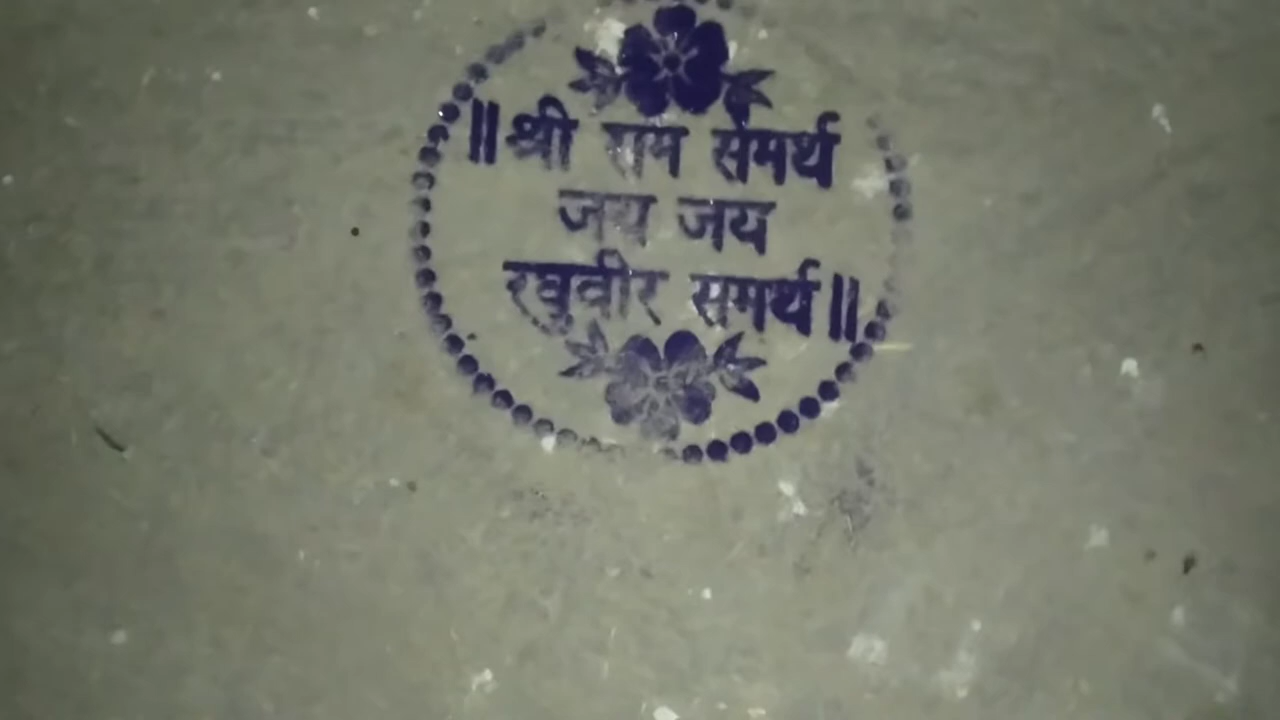 ॥श्री राम समर्थ
जय जय
रघुवीर समर्थ॥